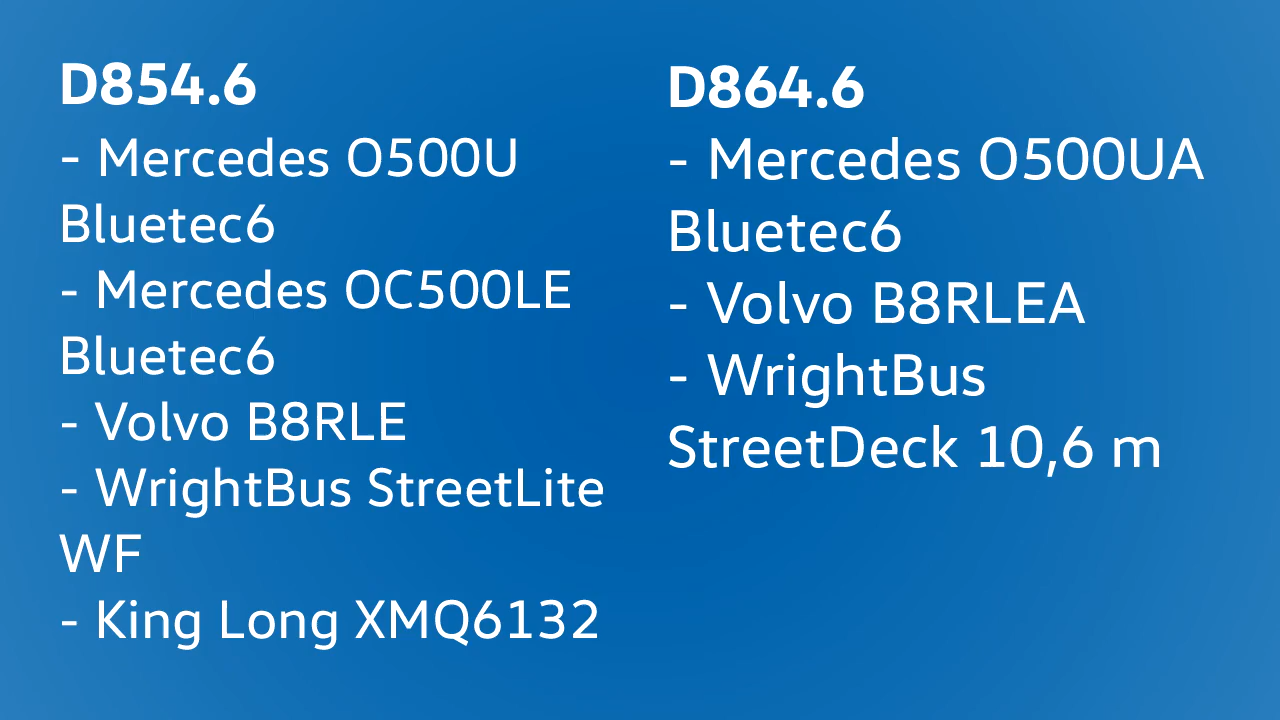 D854.6
- Mercedes O500U
Bluetec6
- Mercedes OC500LE
Bluetec6
- Volvo B8RLE
- WrightBus StreetLite
WF
- King Long XMQ6132
D864.6
- Mercedes O500UA
Bluetec6
- Volvo B8RLEA
- WrightBus
StreetDeck 10,6 m